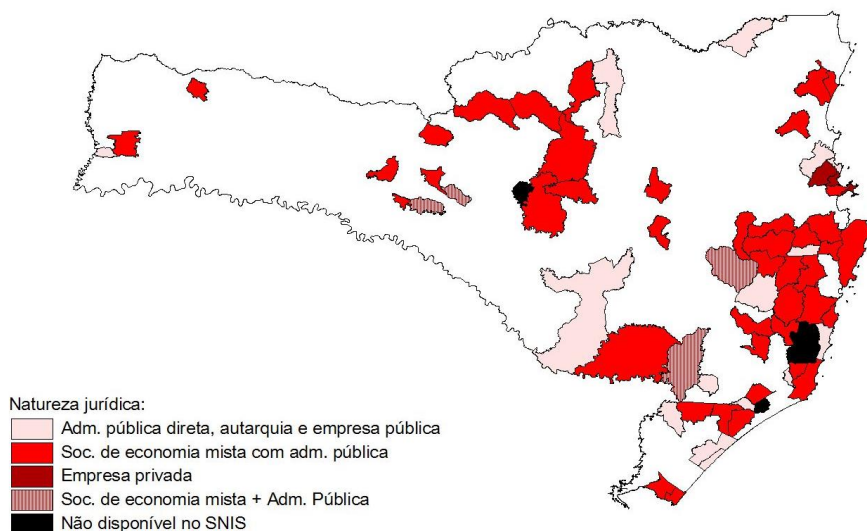 Natureza jurídica:
Adm. pública direta, autarquia e empresa pública
Soc. de economia mista com adm. pública
Empresa privada
Soc. de economia mista + Adm. Pública
Não disponível no SNIS